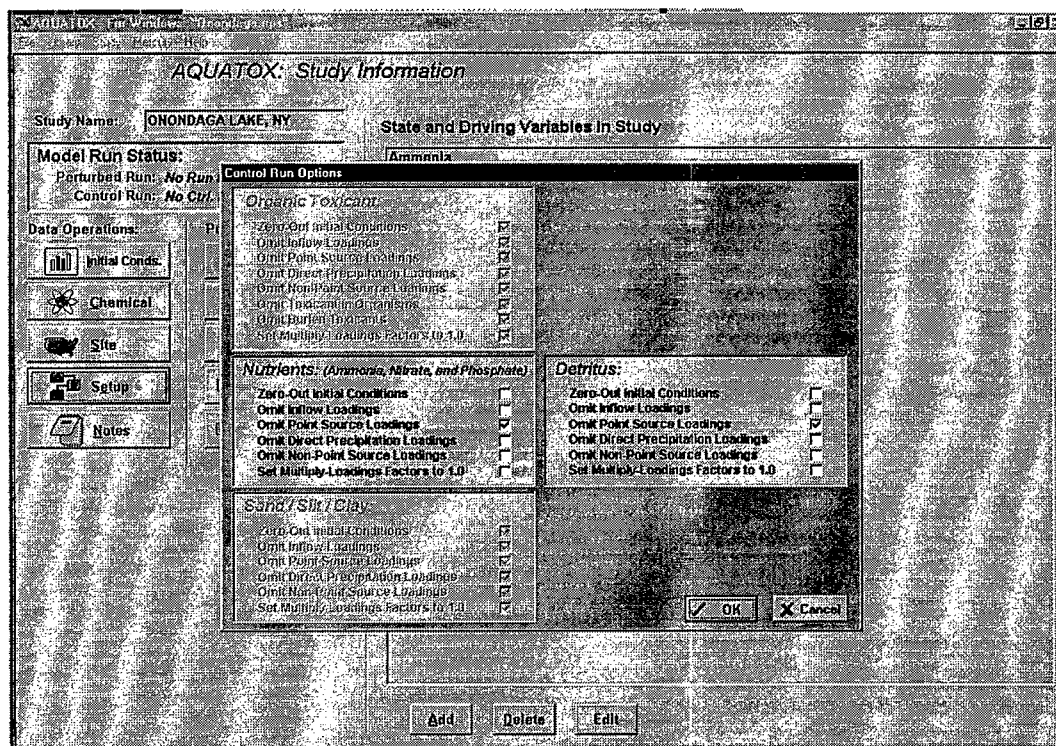 AQUATOX: Study Information
Study Name:
ONONDAGA LAKE, NY
State and Driving Variables In Study
Ammonia
Model Run Status:
Perturbed Run: No Run
Control Run: No Ctrl.
Control Run Options
Organic Toxicant:
Zero-Out Initial Conditions
Omit Inflow Loadings
Omit Point Source Loadings
Omit Direct Precipitation Loadings
Omit Non-Point Source Loadings
Omit Toxicant in Organisms
Omit Buried Toxicants
Set Multiply-Loadings Factors to 1.0
Data Operations:
Initial Conds.
Chemical
Site
Setup
Notes
Nutrients: (Ammonia, Nitrate, and Phosphate)
Zero-Out Initial Conditions
Omit Inflow Loadings
Omit Point Source Loadings
Omit Direct Precipitation Loadings
Omit Non-Point Source Loadings
Set Multiply-Loadings Factors to 1.0
Detritus:
Zero-Out Initial Conditions
Omit Inflow Loadings
Omit Point Source Loadings
Omit Direct Precipitation Loadings
Omit Non-Point Source Loadings
Set Multiply-Loadings Factors to 1.0
Sand / Silt / Clay
Zero-Out Initial Conditions
Omit Inflow Loadings
Omit Point Source Loadings
Omit Direct Precipitation Loadings
Omit Non-Point Source Loadings
Set Multiply Loadings Factors to 1.0
OK
Cancel
Add
Delete
Edit